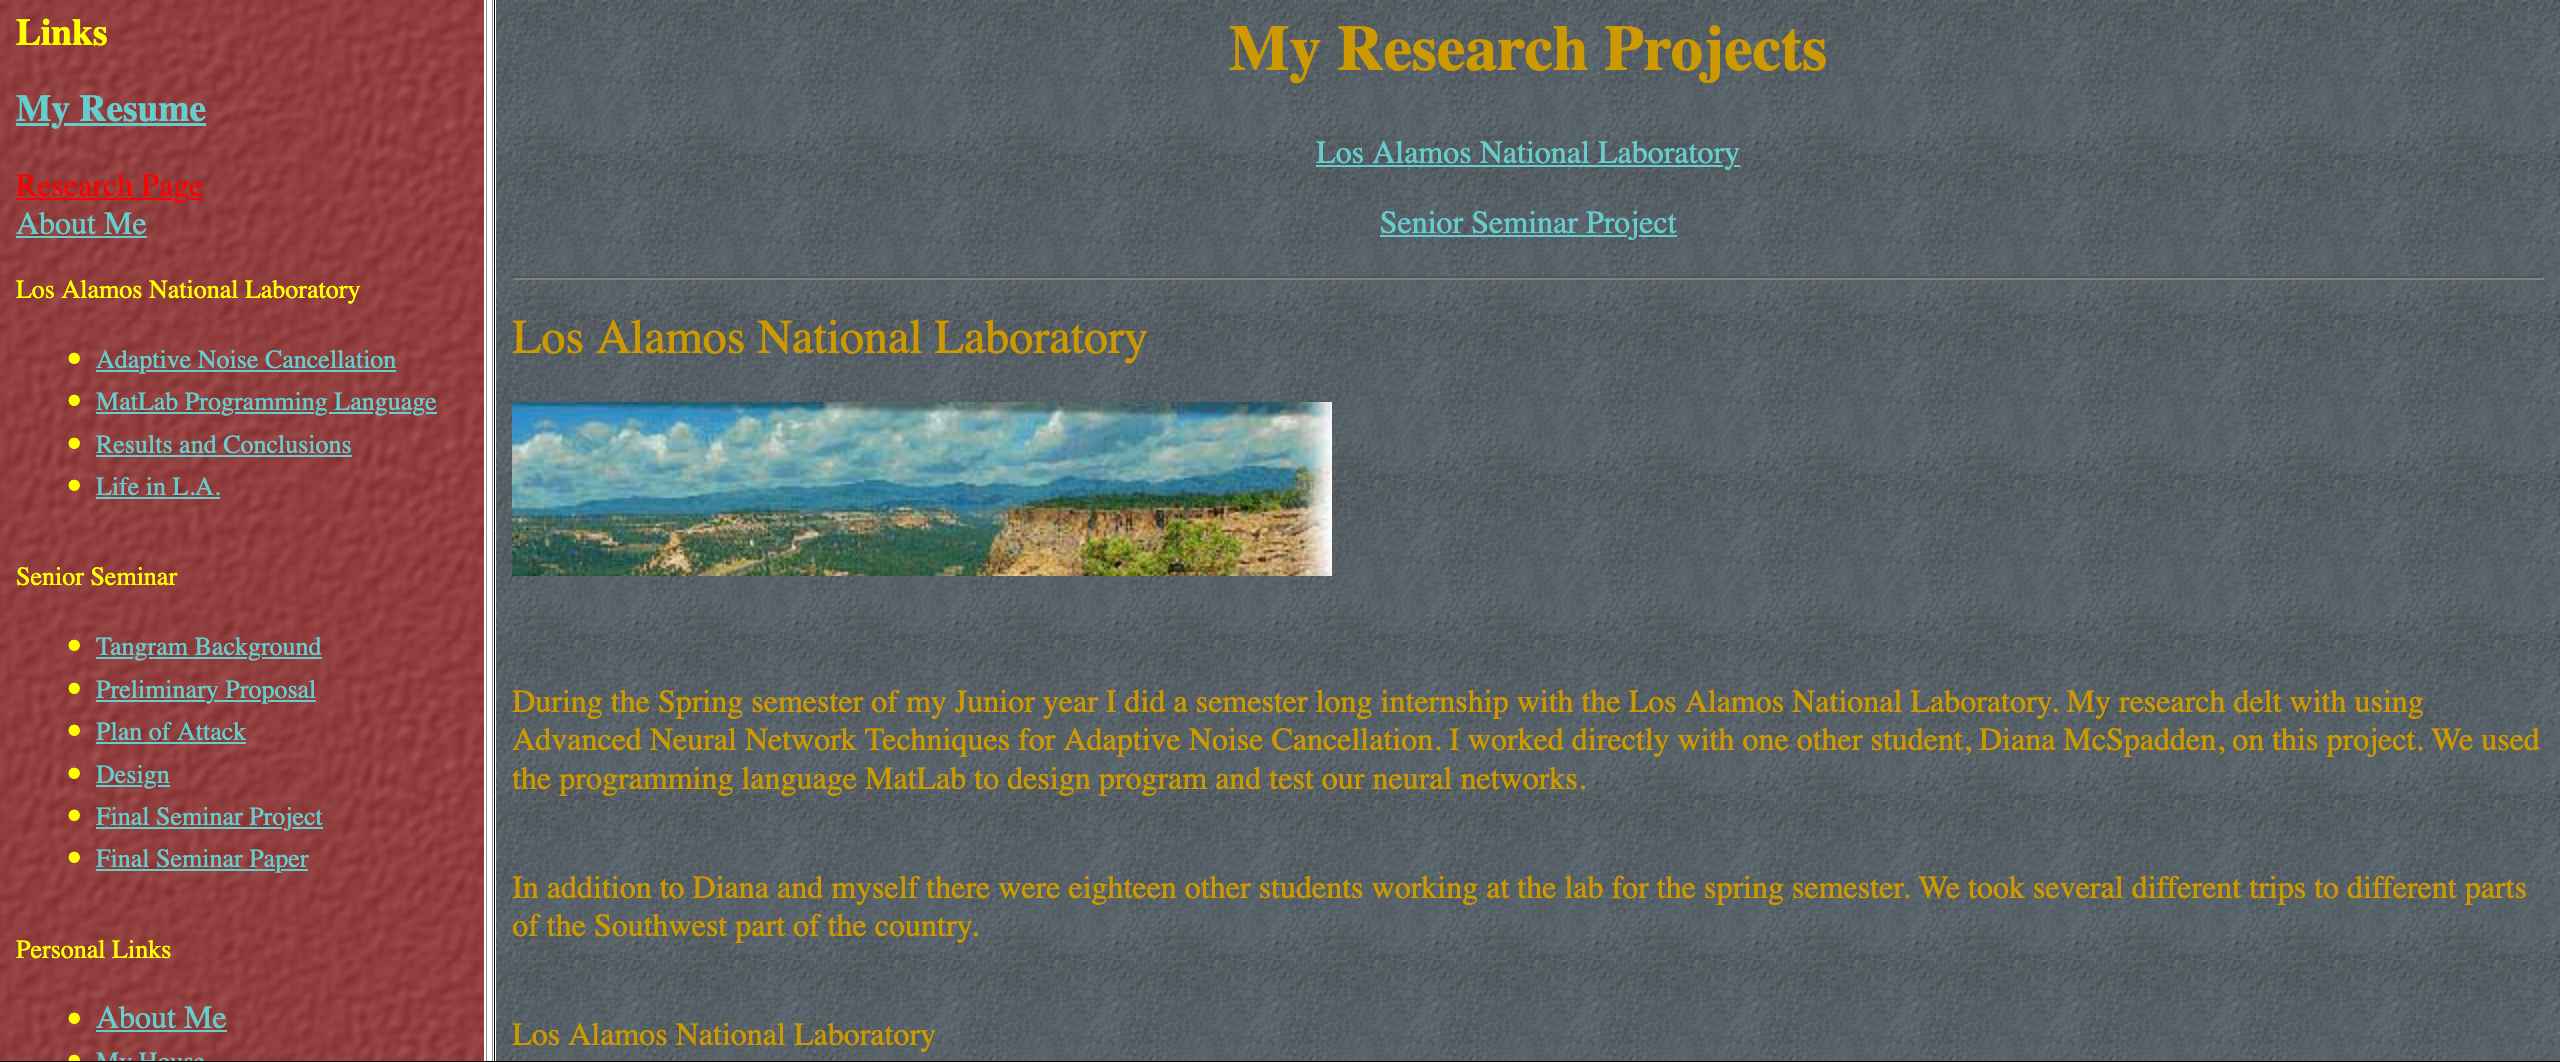 Links
My Resume
Research Page
About Me
Los Alamos National Laboratory
Adaptive Noise Cancellation
MatLab Programming Language
Results and Conclusions
Life in L.A.
Senior Seminar
Tangram Background
Preliminary Proposal
Plan of Attack
Design
Final Seminar Project
Final Seminar Paper
Personal Links
About Me
My House
My Research Projects
Los Alamos National Laboratory
Senior Seminar Project
Los Alamos National Laboratory
During the Spring semester of my Junior year I did a semester long internship with the Los Alamos National Laboratory. My research delt with using
Advanced Neural Network Techniques for Adaptive Noise Cancellation. I worked directly with one other student, Diana McSpadden, on this project. We used
the programming language MatLab to design program and test our neural networks.
In addition to Diana and myself there were eighteen other students working at the lab for the spring semester. We took several different trips to different parts
of the Southwest part of the country.
Los Alamos National Laboratory